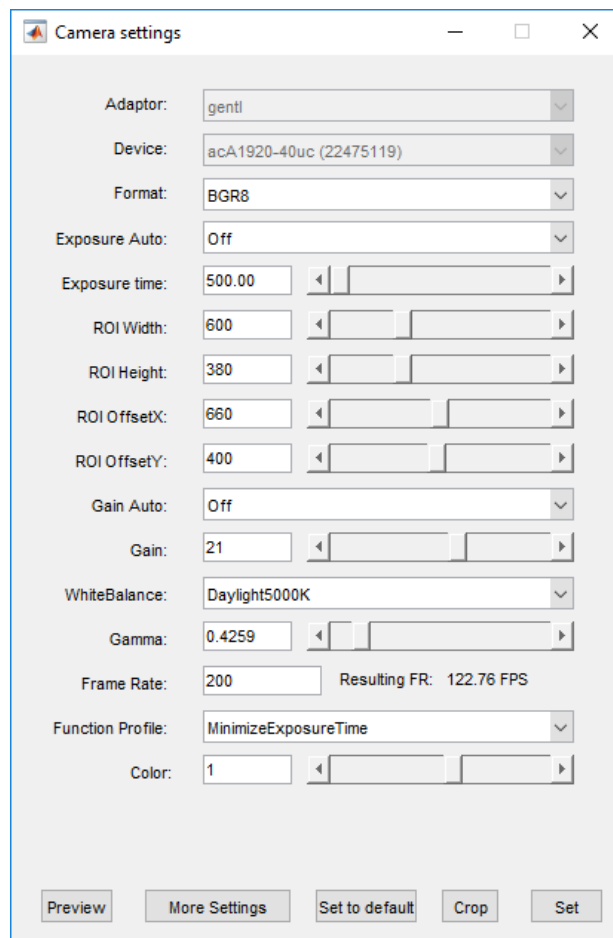 Camera settings
Adaptor: gentl
Device: acA1920-40uc (22475119)
Format: BGR8
Exposure Auto: Off
Exposure time: 500.00
ROI Width: 600
ROI Height: 380
ROI OffsetX: 660
ROI OffsetY: 400
Gain Auto: Off
Gain: 21
WhiteBalance: Daylight5000K
Gamma: 0.4259
Frame Rate: 200 Resulting FR: 122.76 FPS
Function Profile: MinimizeExposureTime
Color: 1
Preview More Settings Set to default Crop Set